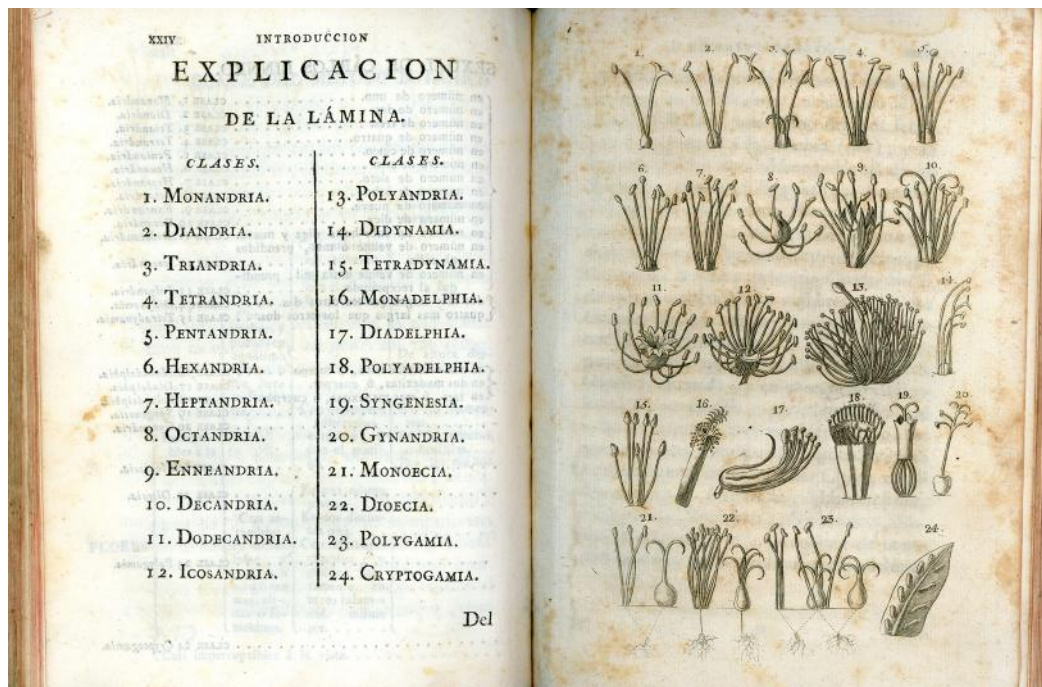 XXIV INTRODUCCION
EXPLICACION
DE LA LÁMINA.
CLASES.
1. MONANDRIA.
2. DIANDRIA.
3. TRIANDRIA.
4. TETRANDRIA.
5. PENTANDRIA.
6. HEXANDRIA.
7. HEPTANDRIA.
8. OCTANDRIA.
9. ENNEANDRIA.
10. DECANDRIA.
11. DODECANDRIA.
12. ICOSANDRIA.
CLASES.
13. POLYANDRIA.
14. DIDYNAMIA.
15. TETRADYNAMIA.
16. MONADELPHIA.
17. DIADELPHIA.
18. POLYADELPHIA.
19. SYNGENESIA.
20. GYNANDRIA.
21. MONOECIA.
22. DIOECIA.
23. POLYGAMIA.
24. CRYPTOGAMIA.
Del
1. 2. 3. 4. 5.
6. 7. 8. 9. 10.
11. 12. 13. 14.
15. 16. 17. 18. 19. 20.
21. 22. 23. 24.